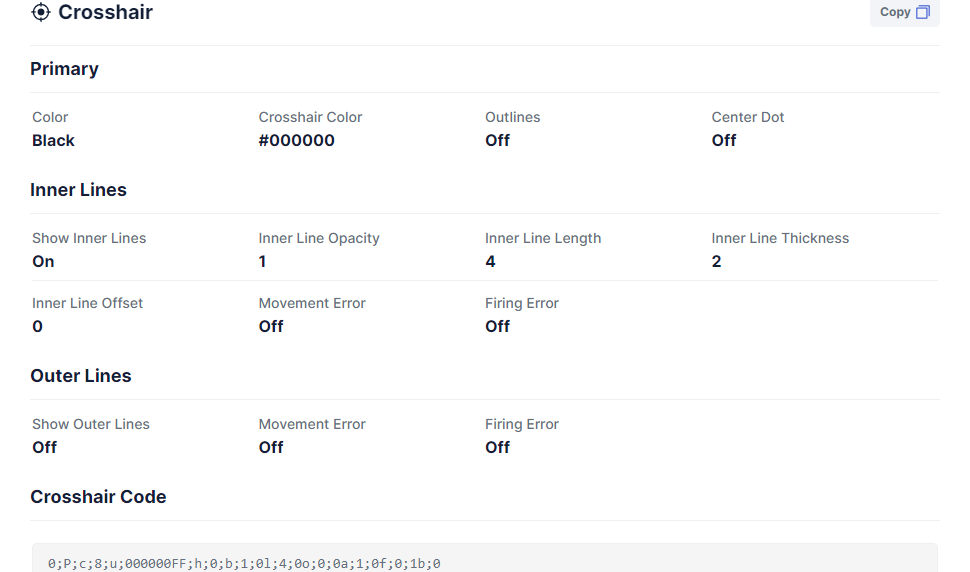 Crosshair
Copy
Primary
Color Crosshair Color Outlines Center Dot
Black #000000 Off Off
Inner Lines
Show Inner Lines Inner Line Opacity Inner Line Length Inner Line Thickness
On 1 4 2
Inner Line Offset Movement Error Firing Error
0 Off Off
Outer Lines
Show Outer Lines Movement Error Firing Error
Off Off Off
Crosshair Code
0;P;c;8;u;000000FF;h;0;b;1;0l;4;0o;0;0a;1;0f;0;1b;0